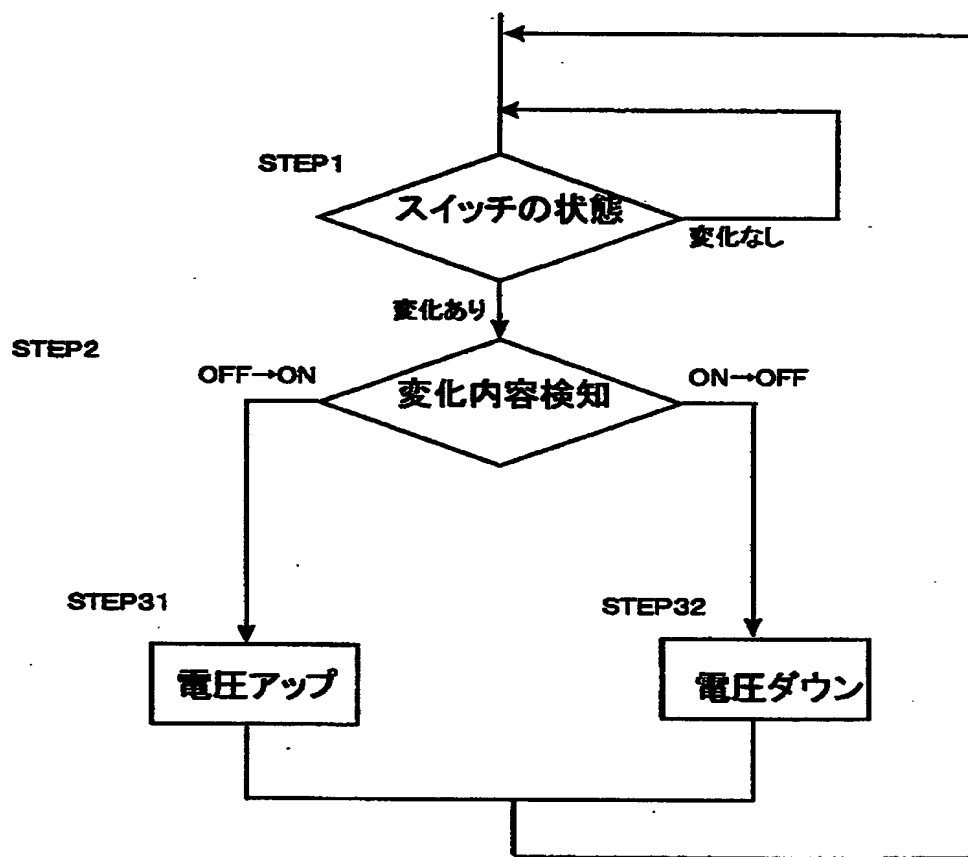 STEP1
スイッチの状態
変化なし
変化あり
STEP2
OFF→ON
変化内容検知
ON→OFF
STEP31
STEP32
電圧アップ
電圧ダウン